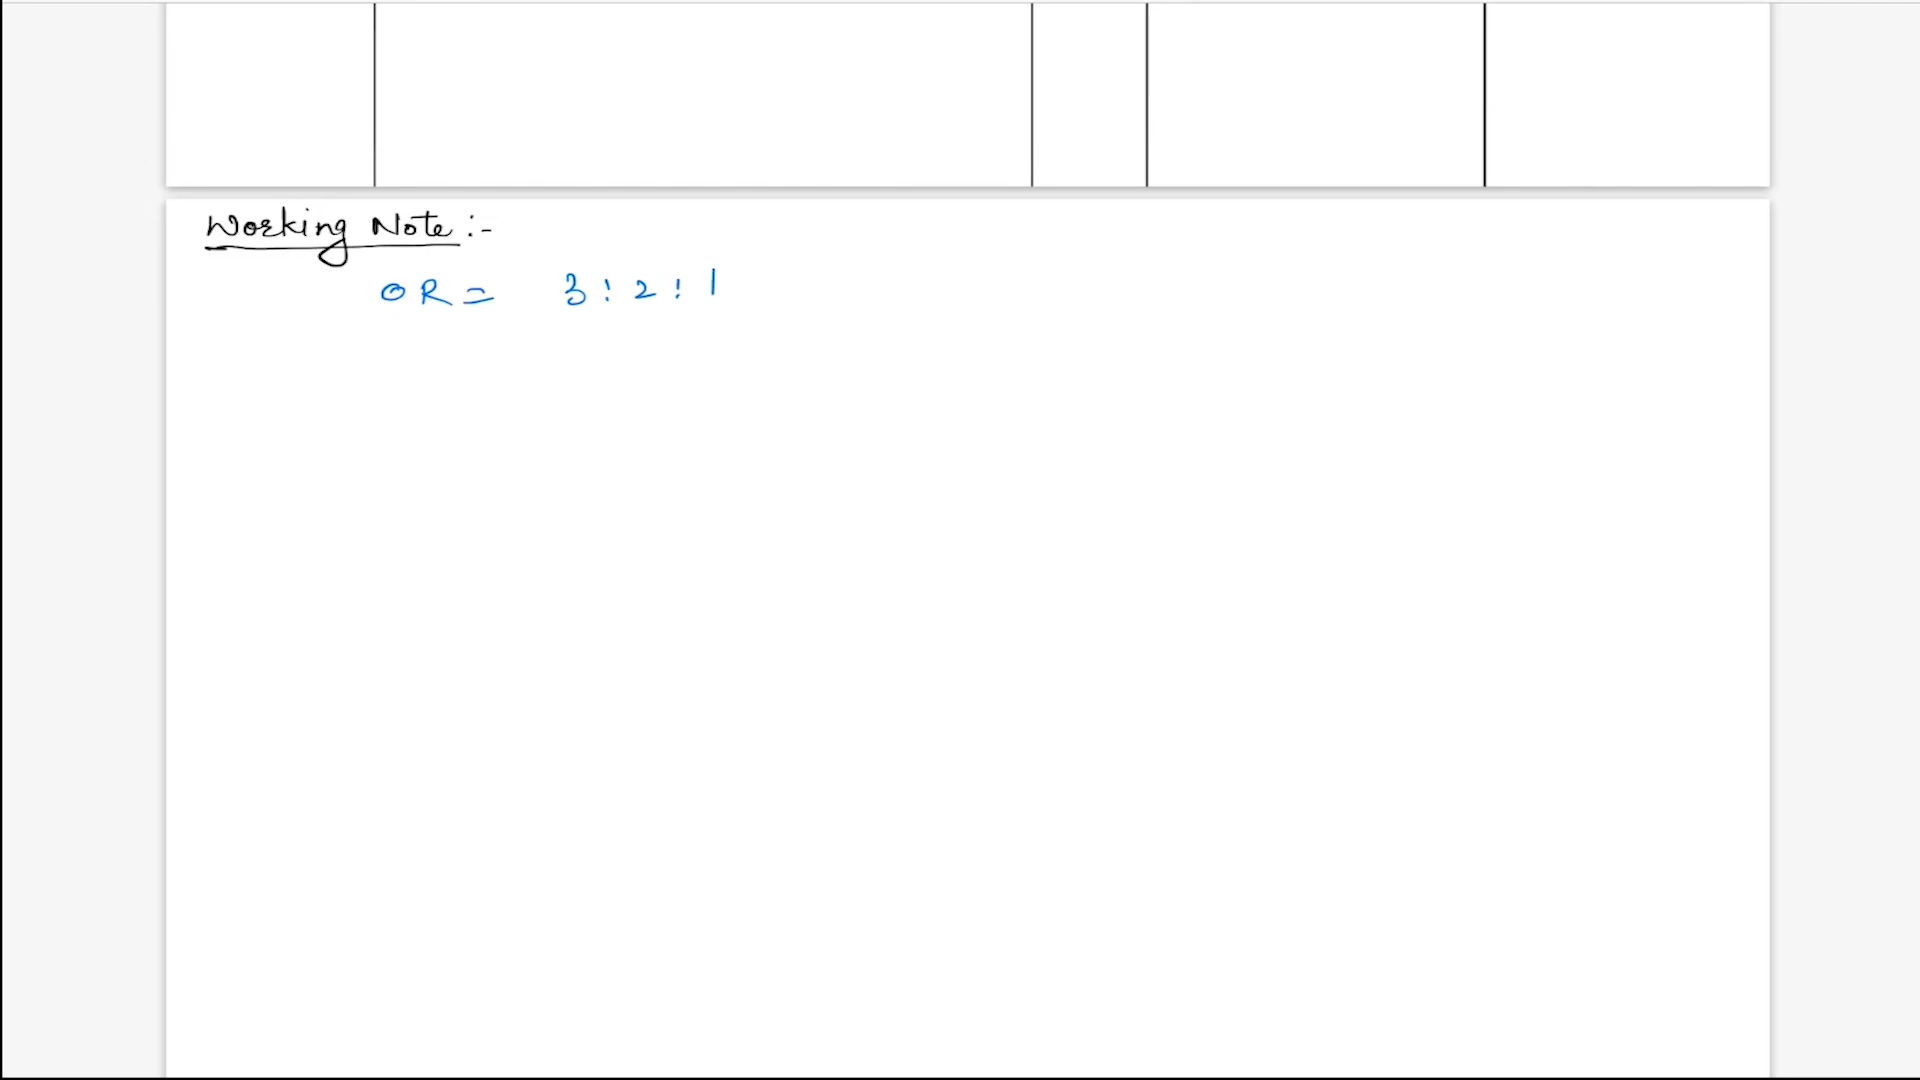 Working Note :-
OR = 3 : 2 : 1